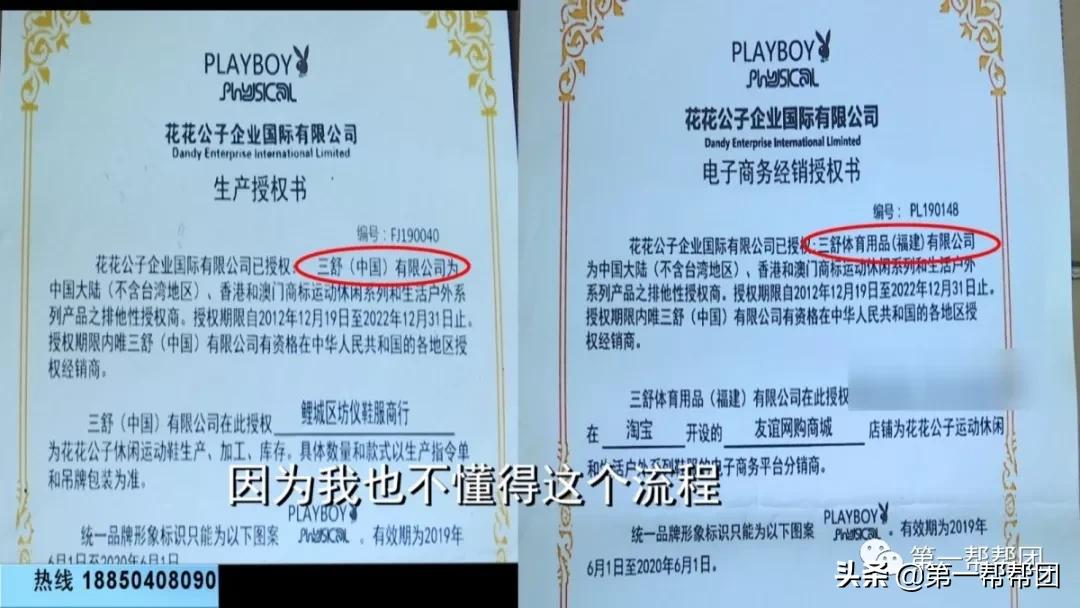 PLAYBOY
PhYSICAL
花花公子企业国际有限公司
Dandy Enterprise International Limited
生产授权书
编号：FJ190040
花花公子企业国际有限公司已授权：三舒（中国）有限公司为
中国大陆（不含台湾地区）、香港和澳门商标运动休闲系列和生活户外系
列产品之排他性授权商。授权期限自2012年12月19日至2022年12月31日止。
授权期限内唯三舒（中国）有限公司有资格在中华人民共和国的各地区授
权经销商。
三舒（中国）有限公司在此授权 鲤城区坊仪鞋服商行
为花花公子休闲运动鞋生产、加工、库存。具体数量和款式以生产指令单
和吊牌包装为准。
统一品牌形象标识只能为以下图案 PLAYBOY PhYSICAL 。有效期为2019年
6月1日至2020年6月1日
热线 18850408090
PLAYBOY
PhYSICAL
花花公子企业国际有限公司
Dandy Enterprise International Liminted
电子商务经销授权书
编号： PL190148
花花公子企业国际有限公司已授权：三舒体育用品（福建）有限公司
为中国大陆（不含台湾地区）、香港和澳门商标运动休闲系列和生活户外
系列产品之排他性授权商。授权期限自2012年12月19日至2022年12月31日止。
授权期限内唯三舒（中国）有限公司有资格在中华人民共和国的各地区授
权经销商。
三舒体育用品（福建）有限公司在此授权
在 淘宝 开设的 友谊网购商城 店铺为花花公子运动休闲
和生活户外系列鞋服的电子商务平台分销商。
统一品牌形象标识只能为以下图案 PLAYBOY PhYSICAL 。有效期为2019年
6月1日至2020年6月1日。
因为我也不懂得这个流程
第一帮帮团
头条 @第一帮帮团